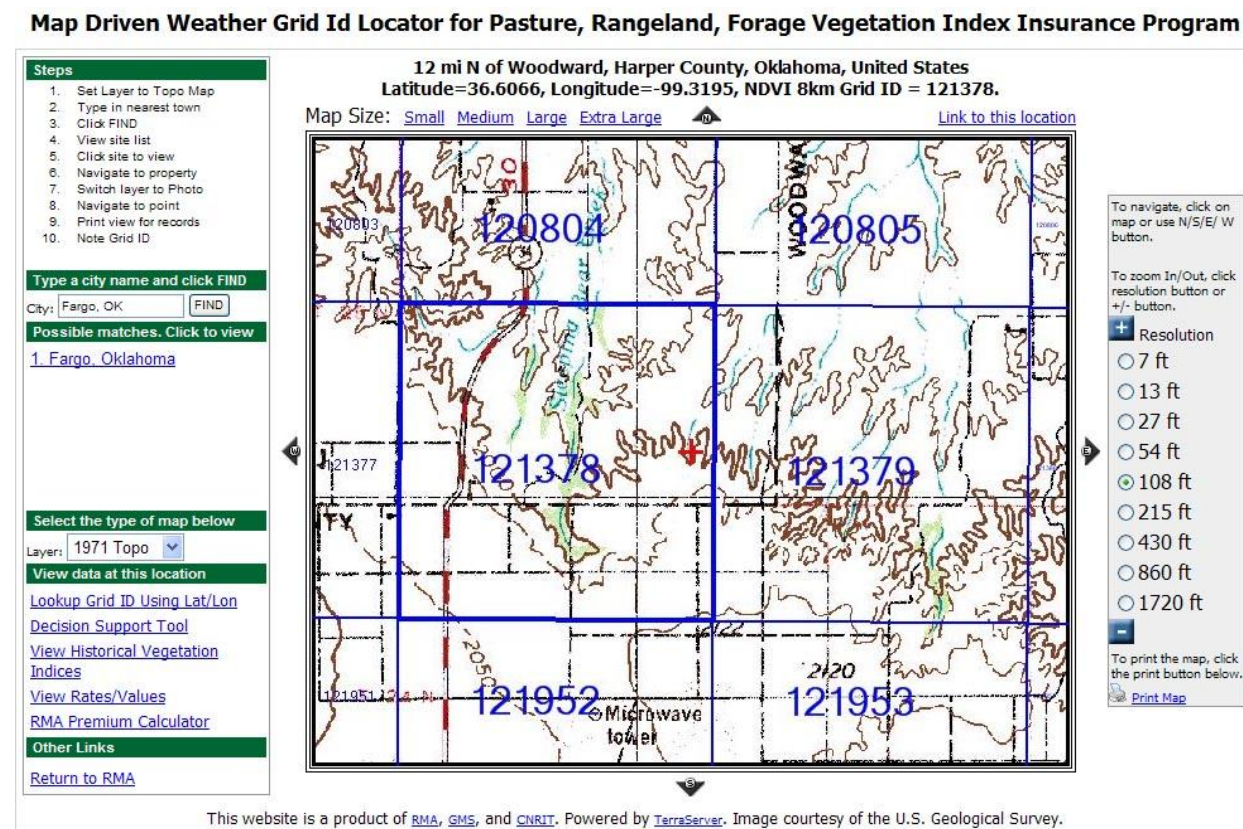 Map Driven Weather Grid Id Locator for Pasture, Rangeland, Forage Vegetation Index Insurance Program
Steps
1. Set Layer to Topo Map
2. Type in nearest town
3. Click FIND
4. View site list
5. Click site to view
6. Navigate to property
7. Switch layer to Photo
8. Navigate to point
9. Print view for records
10. Note Grid ID
Type a city name and click FIND
City: Fargo, OK FIND
Possible matches. Click to view
1. Fargo, Oklahoma
Select the type of map below
Layer: 1971 Topo
View data at this location
Lookup Grid ID Using Lat/Lon
Decision Support Tool
View Historical Vegetation
Indices
View Rates/Values
RMA Premium Calculator
Other Links
Return to RMA
12 mi N of Woodward, Harper County, Oklahoma, United States
Latitude=36.6066, Longitude=-99.3195, NDVI 8km Grid ID = 121378.
Map Size: Small Medium Large Extra Large N Link to this location
30
WOODWA
120803 120804 120805
W E
121377 121378 121379
TY
2122
2050
2120
121951 24 N 121952 121953
Microwave
tower
S
To navigate, click on
map or use N/S/E/ W
button.
To zoom In/Out, click
resolution button or
+/- button.
+ Resolution
7 ft
13 ft
27 ft
54 ft
108 ft
215 ft
430 ft
860 ft
1720 ft
-
To print the map, click
the print button below.
Print Map
This website is a product of RMA, GMS, and CNRIT. Powered by TerraServer. Image courtesy of the U.S. Geological Survey.